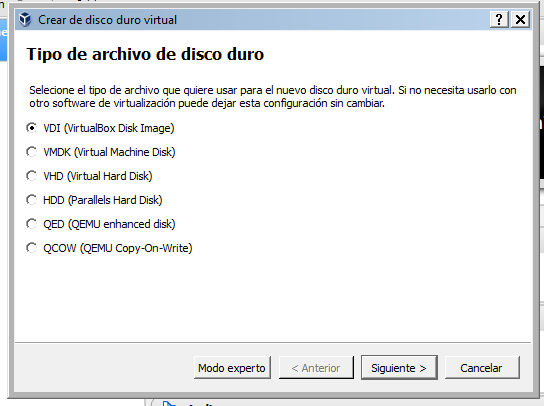 Crear de disco duro virtual
Tipo de archivo de disco duro
Selecione el tipo de archivo que quiere usar para el nuevo disco duro virtual. Si no necesita usarlo con
otro software de virtualización puede dejar esta configuración sin cambiar.
VDI (VirtualBox Disk Image)
VMDK (Virtual Machine Disk)
VHD (Virtual Hard Disk)
HDD (Parallels Hard Disk)
QED (QEMU enhanced disk)
QCOW (QEMU Copy-On-Write)
Modo experto
< Anterior
Siguiente >
Cancelar